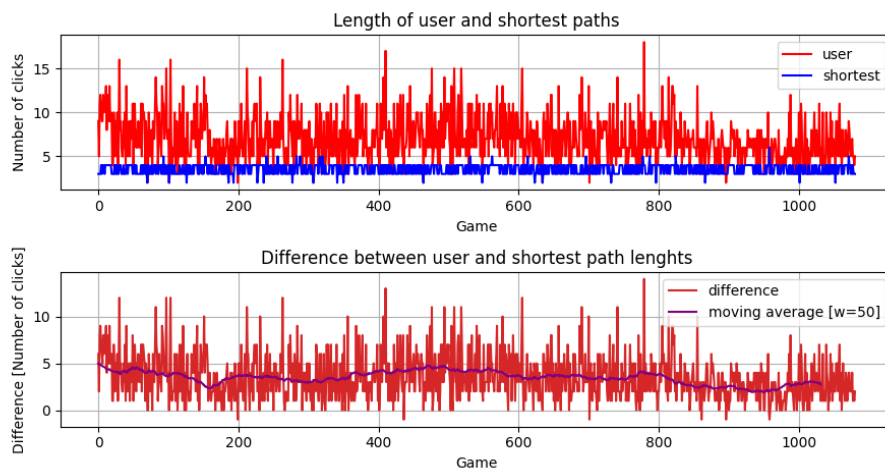 Length of user and shortest paths
Number of clicks
15
10
5
user
shortest
0
200
400
600
800
1000
Game
Difference between user and shortest path lenghts
Difference [Number of clicks]
10
5
0
difference
moving average [w=50]
0
200
400
600
800
1000
Game